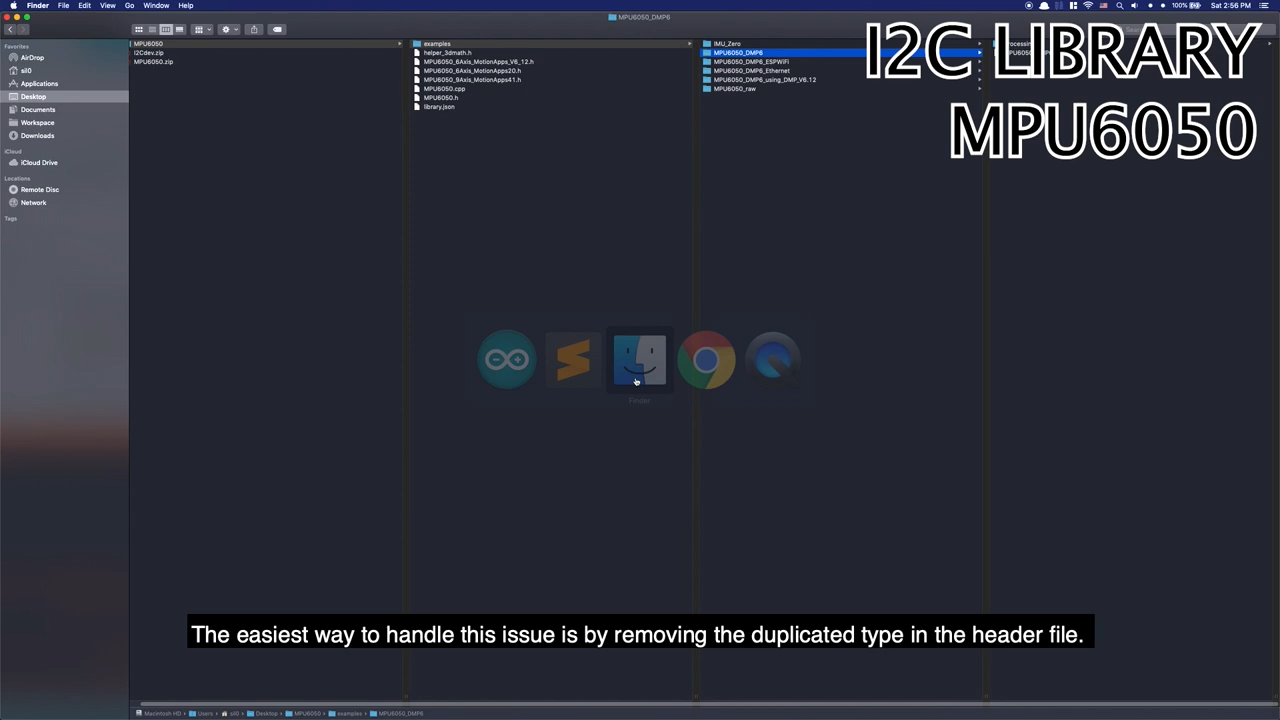 Finder File Edit View Go Window Help
100% Sat 2:56 PM
MPU6050_DMP6
I2C LIBRARY
MPU6050
Favorites
AirDrop
sil0
Applications
Desktop
Documents
Workspace
Downloads
iCloud
iCloud Drive
Locations
Remote Disc
Network
Tags
MPU6050
I2Cdev.zip
MPU6050.zip
examples
helper_3dmath.h
MPU6050_6Axis_MotionApps_V6_12.h
MPU6050_6Axis_MotionApps20.h
MPU6050_9Axis_MotionApps41.h
MPU6050.cpp
MPU6050.h
library.json
IMU_Zero
MPU6050_DMP6
MPU6050_DMP6_ESPWiFi
MPU6050_DMP6_Ethernet
MPU6050_DMP6_using_DMP_V6.12
MPU6050_raw
Finder
The easiest way to handle this issue is by removing the duplicated type in the header file.
Macintosh HD Users sil0 Desktop MPU6050 examples MPU6050_DMP6